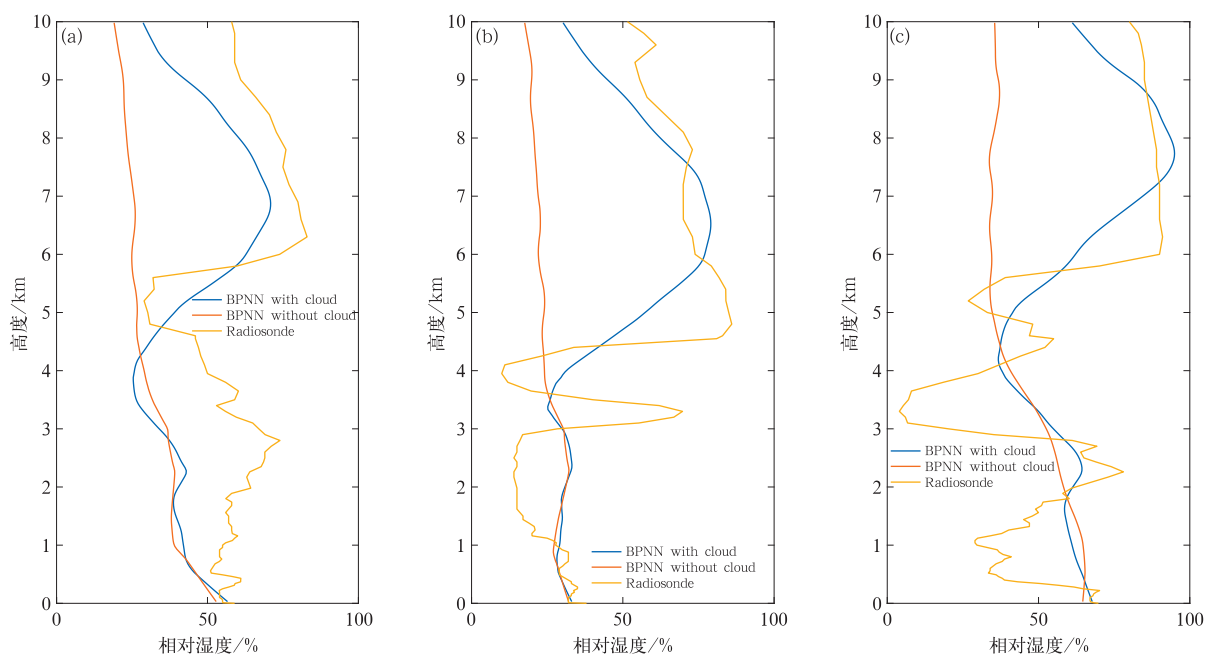 (a)
10
9
8
7
6
5
4
3
2
1
0
高度/km
BPNN with cloud
BPNN without cloud
Radiosonde
0 50 100
相对湿度/%
(b)
10
9
8
7
6
5
4
3
2
1
0
高度/km
BPNN with cloud
BPNN without cloud
Radiosonde
0 50 100
相对湿度/%
(c)
10
9
8
7
6
5
4
3
2
1
0
高度/km
BPNN with cloud
BPNN without cloud
Radiosonde
0 50 100
相对湿度/%